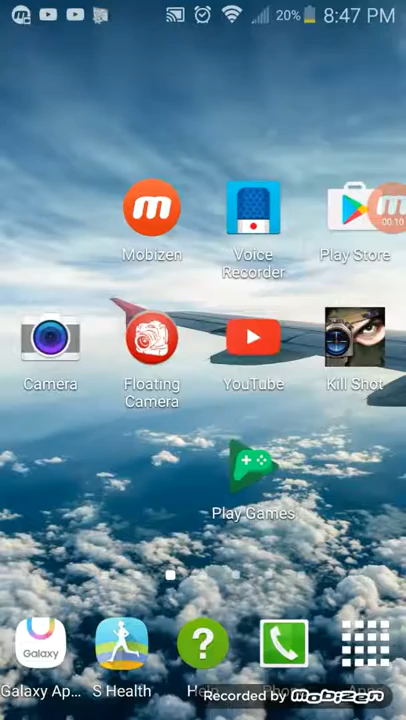 20% 8:47 PM
00:10
Mobizen
Voice Recorder
Play Store
Camera
Floating Camera
YouTube
Kill Shot
Play Games
Galaxy
Galaxy Ap...
S Health
?
Recorded by mobizen